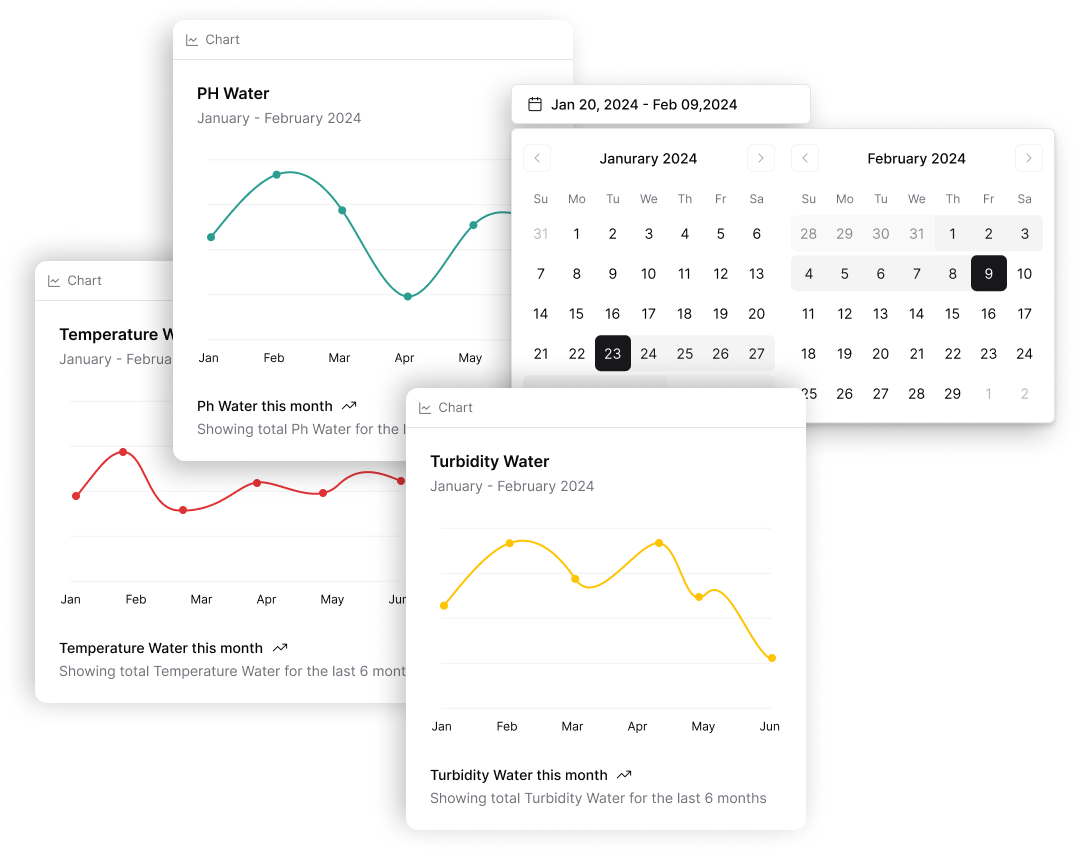 Chart
PH Water
January - February 2024
Jan Feb Mar Apr May
Ph Water this month
Showing total Ph Water for the
Jan 20, 2024 - Feb 09,2024
Janurary 2024
Su Mo Tu We Th Fr Sa
31 1 2 3 4 5 6
7 8 9 10 11 12 13
14 15 16 17 18 19 20
21 22 23 24 25 26 27
February 2024
Su Mo Tu We Th Fr Sa
28 29 30 31 1 2 3
4 5 6 7 8 9 10
11 12 13 14 15 16 17
18 19 20 21 22 23 24
25 26 27 28 29 1 2
Chart
Temperature W
January - Februa
Jan Feb Mar Apr May Jun
Temperature Water this month
Showing total Temperature Water for the last 6 mont
Chart
Turbidity Water
January - February 2024
Jan Feb Mar Apr May Jun
Turbidity Water this month
Showing total Turbidity Water for the last 6 months